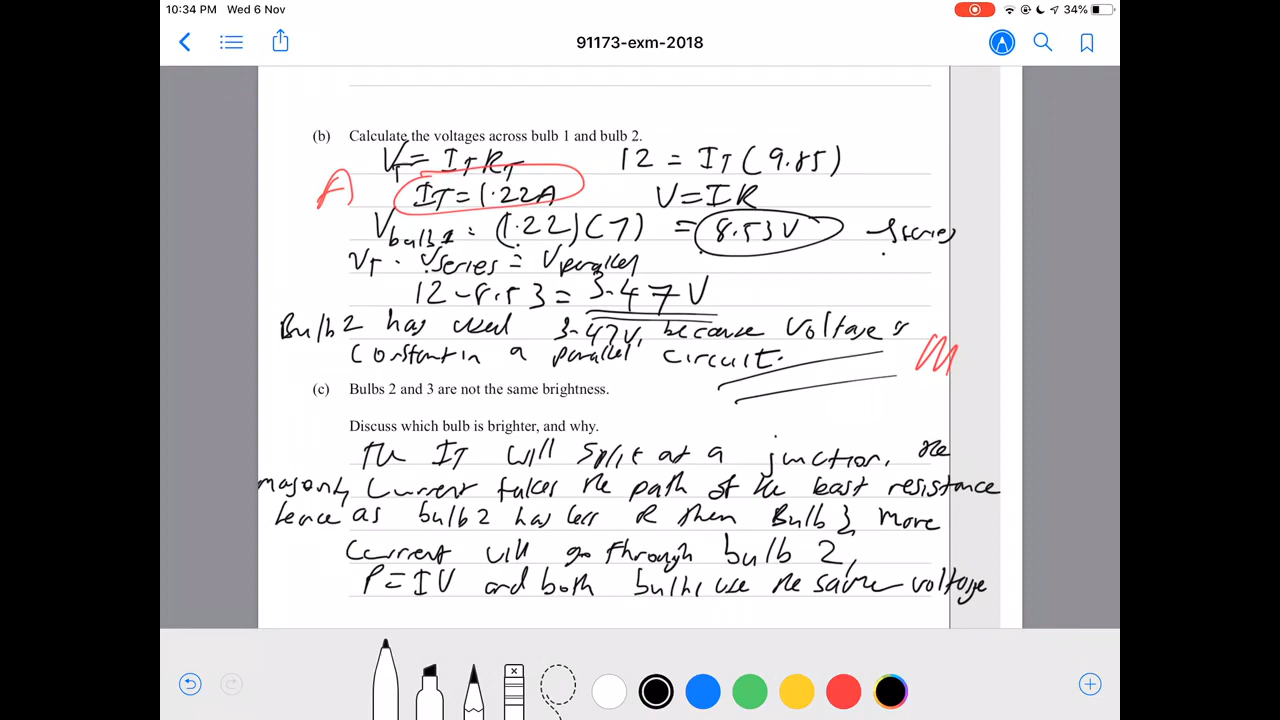 10:34 PM Wed 6 Nov
34%
91173-exm-2018
(b) Calculate the voltages across bulb 1 and bulb 2.
VT = IT RT 12 = IT (9.85)
A IT = 1.22A V = IR
Vbulb1 = (1.22)(7) = 8.53V series
VT - Vseries = Vparallel
12 - 8.53 = 3.47V
Bulb 2 has used 3.47V, because voltage is
constant in a parallel circuit.
M
(c) Bulbs 2 and 3 are not the same brightness.
Discuss which bulb is brighter, and why.
the IT will split at a junction, the
majority current takes the path of the least resistance
hence as bulb 2 has less R then Bulb 3, more
current will go through bulb 2,
P = IV and both bulbs use the same voltage